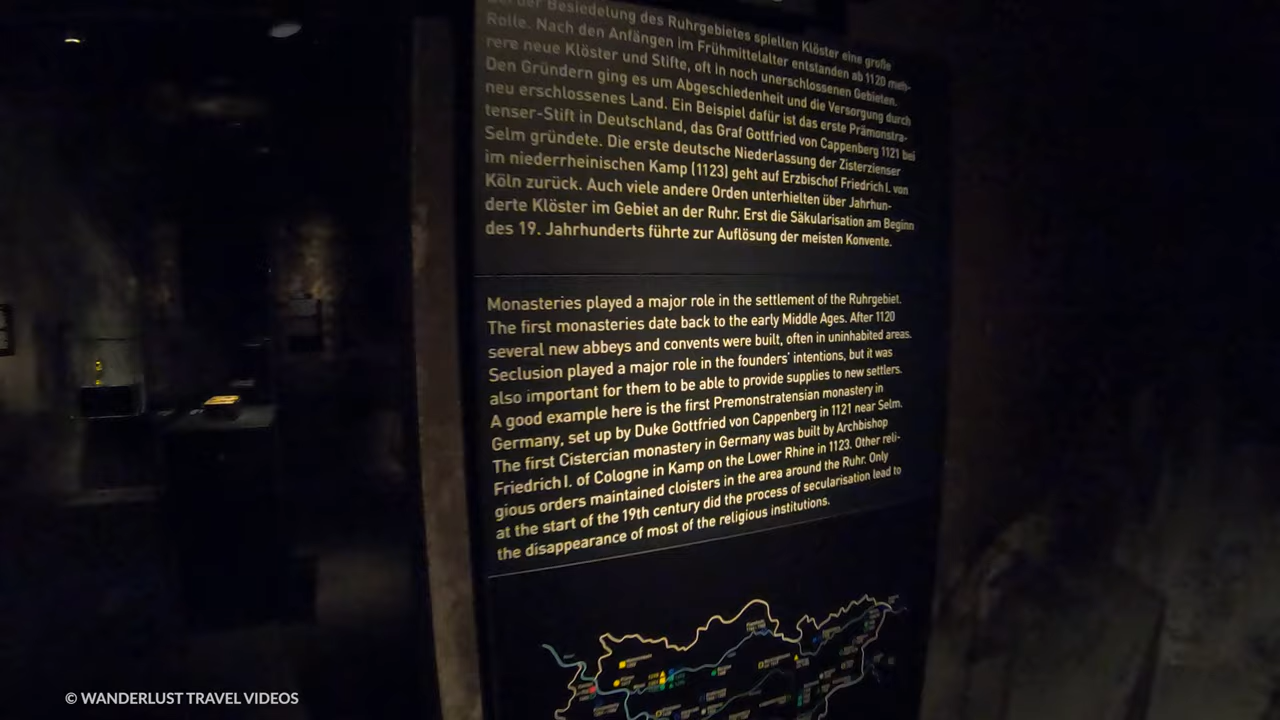 Bei der Besiedelung des Ruhrgebietes spielten Klöster eine große
Rolle. Nach den Anfängen im Frühmittelalter entstanden ab 1120 meh-
rere neue Klöster und Stifte, oft in noch unerschlossenen Gebieten.
Den Gründern ging es um Abgeschiedenheit und die Versorgung durch
neu erschlossenes Land. Ein Beispiel dafür ist das erste Prämonstra-
tenser-Stift in Deutschland, das Graf Gottfried von Cappenberg 1121 bei
Selm gründete. Die erste deutsche Niederlassung der Zisterzienser
im niederrheinischen Kamp (1123) geht auf Erzbischof Friedrich I. von
Köln zurück. Auch viele andere Orden unterhielten über Jahrhun-
derte Klöster im Gebiet an der Ruhr. Erst die Säkularisation am Beginn
des 19. Jahrhunderts führte zur Auflösung der meisten Konvente.
Monasteries played a major role in the settlement of the Ruhrgebiet.
The first monasteries date back to the early Middle Ages. After 1120
several new abbeys and convents were built, often in uninhabited areas.
Seclusion played a major role in the founders' intentions, but it was
also important for them to be able to provide supplies to new settlers.
A good example here is the first Premonstratensian monastery in
Germany, set up by Duke Gottfried von Cappenberg in 1121 near Selm.
The first Cistercian monastery in Germany was built by Archbishop
Friedrich I. of Cologne in Kamp on the Lower Rhine in 1123. Other reli-
gious orders maintained cloisters in the area around the Ruhr. Only
at the start of the 19th century did the process of secularisation lead to
the disappearance of most of the religious institutions.
© WANDERLUST TRAVEL VIDEOS